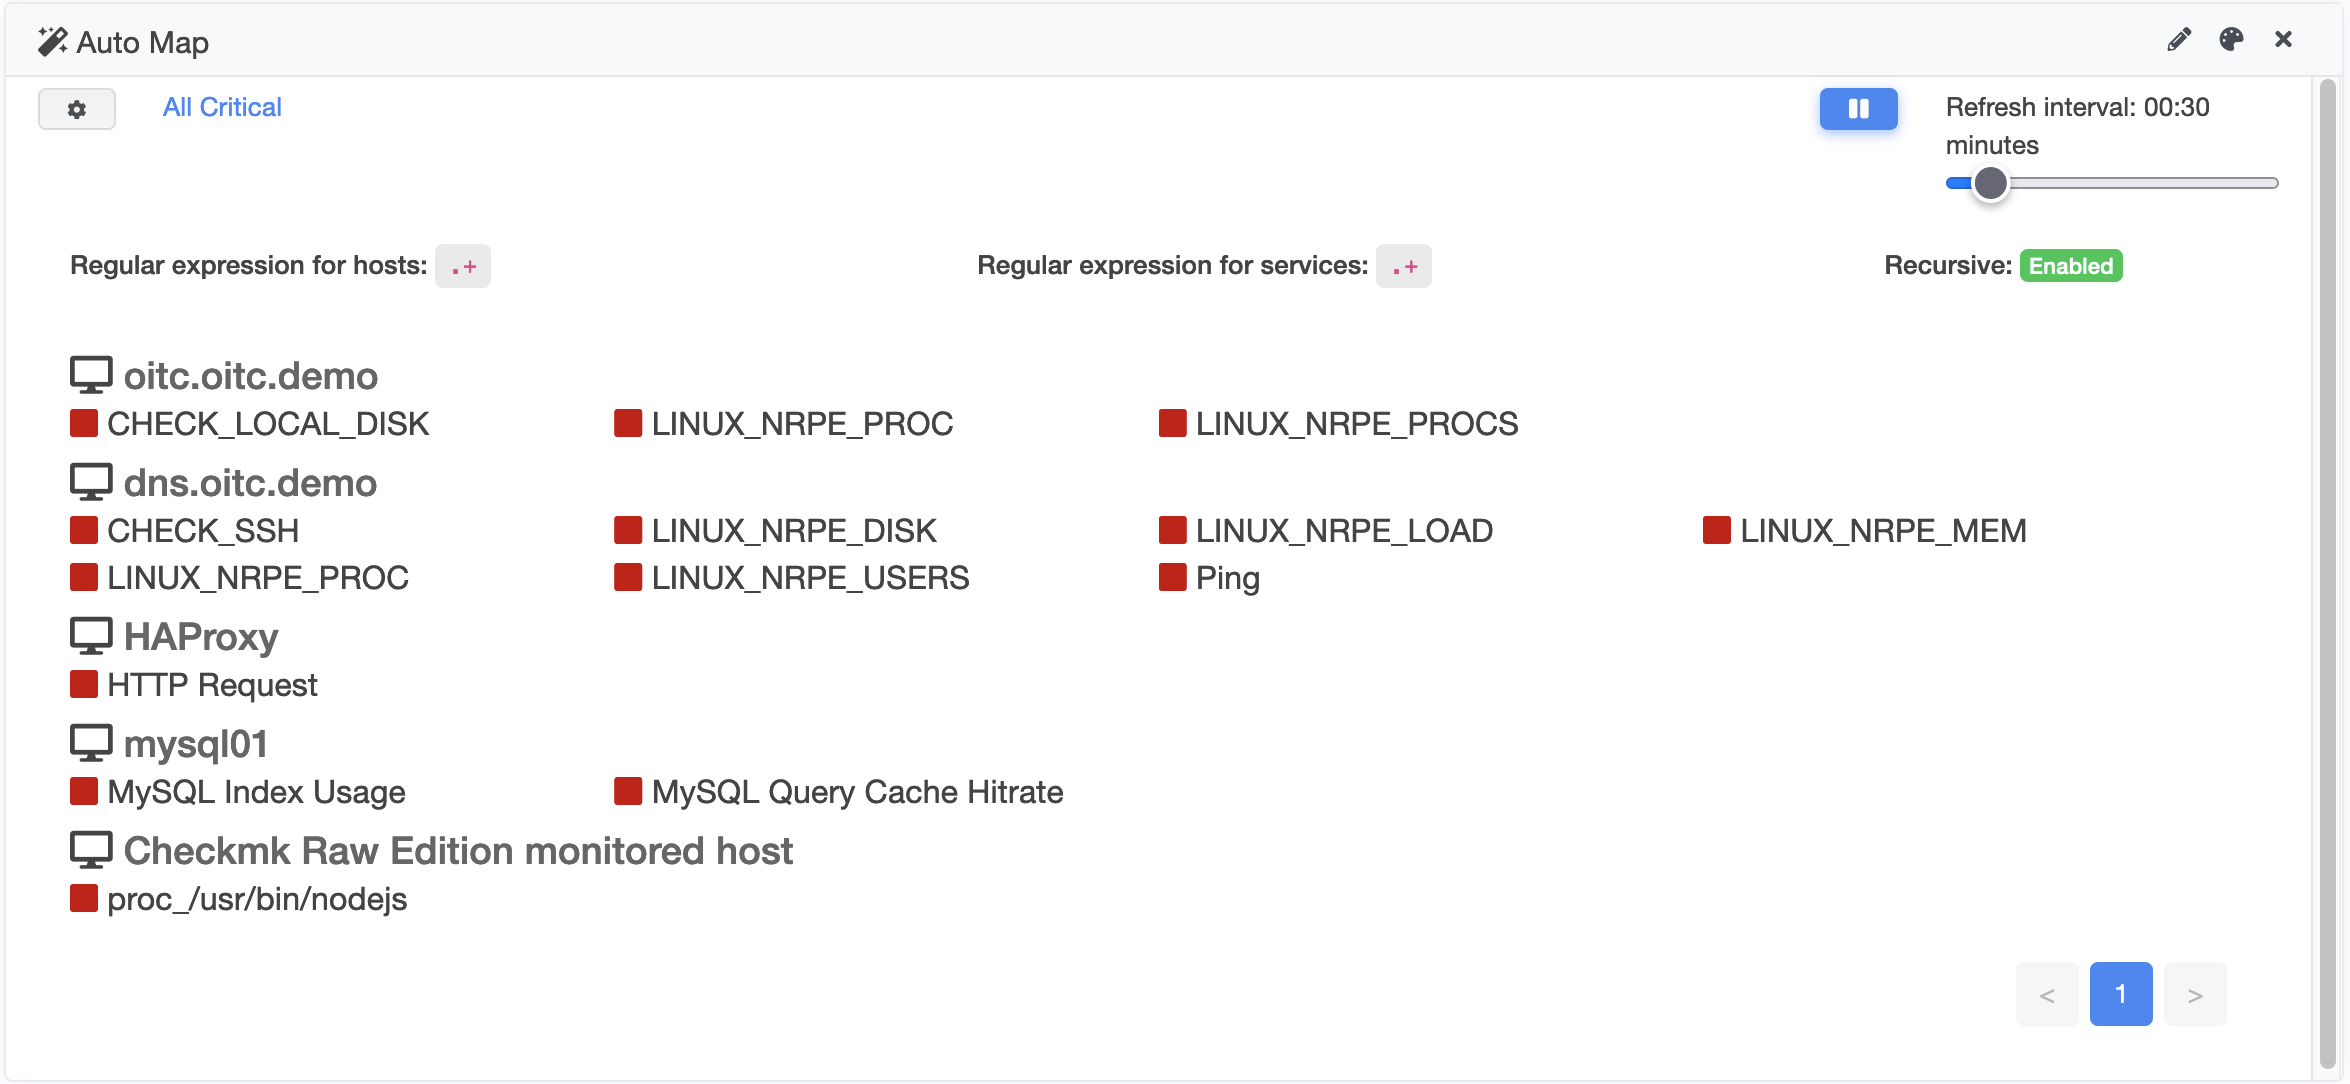 Auto Map
All Critical
Refresh interval: 00:30
minutes
Regular expression for hosts: .+
Regular expression for services: .+
Recursive: Enabled
oitc.oitc.demo
CHECK_LOCAL_DISK LINUX_NRPE_PROC LINUX_NRPE_PROCS
dns.oitc.demo
CHECK_SSH LINUX_NRPE_DISK LINUX_NRPE_LOAD LINUX_NRPE_MEM
LINUX_NRPE_PROC LINUX_NRPE_USERS Ping
HAProxy
HTTP Request
mysql01
MySQL Index Usage MySQL Query Cache Hitrate
Checkmk Raw Edition monitored host
proc_/usr/bin/nodejs
< 1 >